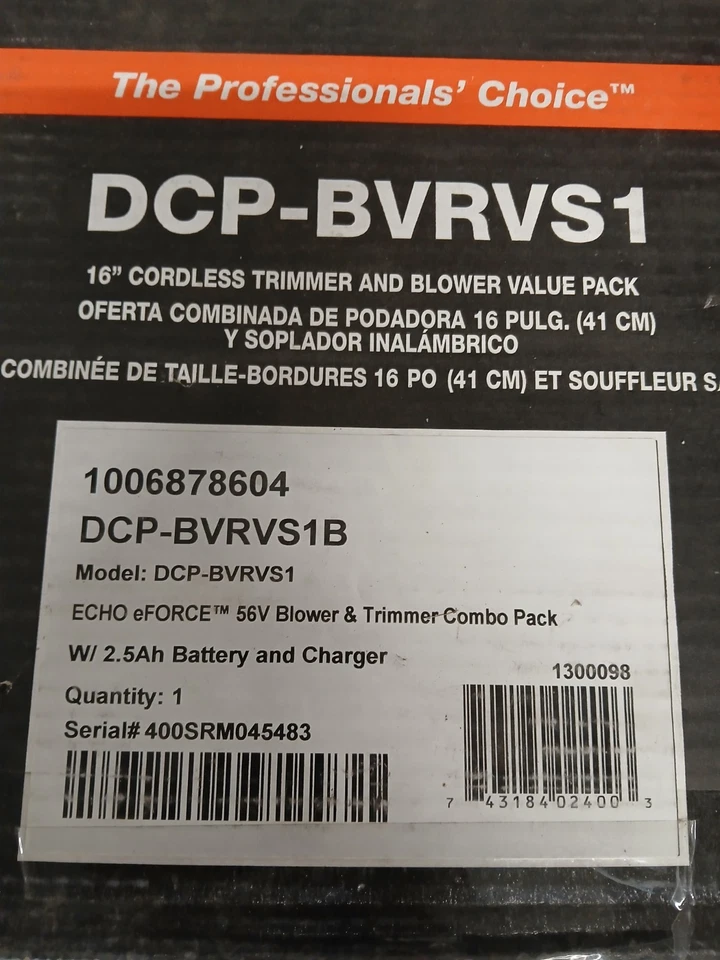 The Professionals' Choice™
DCP-BVRVS1
16" CORDLESS TRIMMER AND BLOWER VALUE PACK
OFERTA COMBINADA DE PODADORA 16 PULG. (41 CM)
Y SOPLADOR INALÁMBRICO
COMBINÉE DE TAILLE-BORDURES 16 PO (41 CM) ET SOUFFLEUR
1006878604
DCP-BVRVS1B
Model: DCP-BVRVS1
ECHO eFORCE™ 56V Blower & Trimmer Combo Pack
W/ 2.5Ah Battery and Charger
1300098
Quantity: 1
Serial# 400SRM045483
7 43184 02400 3